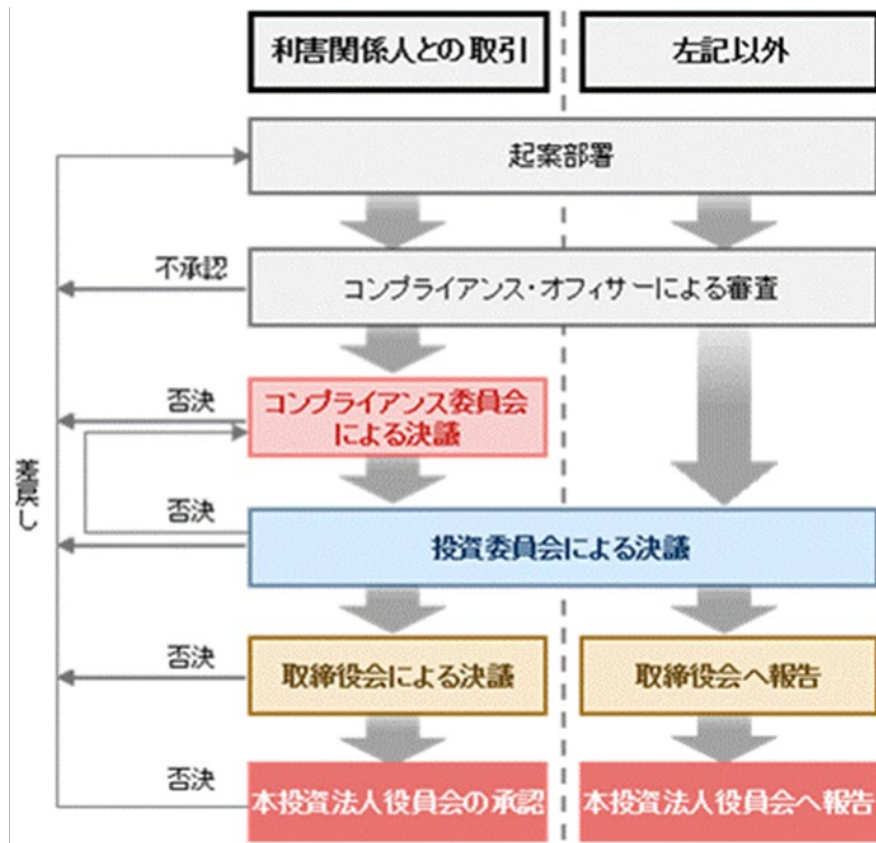 利害関係人との取引
左記以外
起案部署
不承認
コンプライアンス・オフィサーによる審査
否決
コンプライアンス委員会
による決議
差戻し
否決
投資委員会による決議
否決
取締役会による決議
取締役会へ報告
否決
本投資法人役員会の承認
本投資法人役員会へ報告